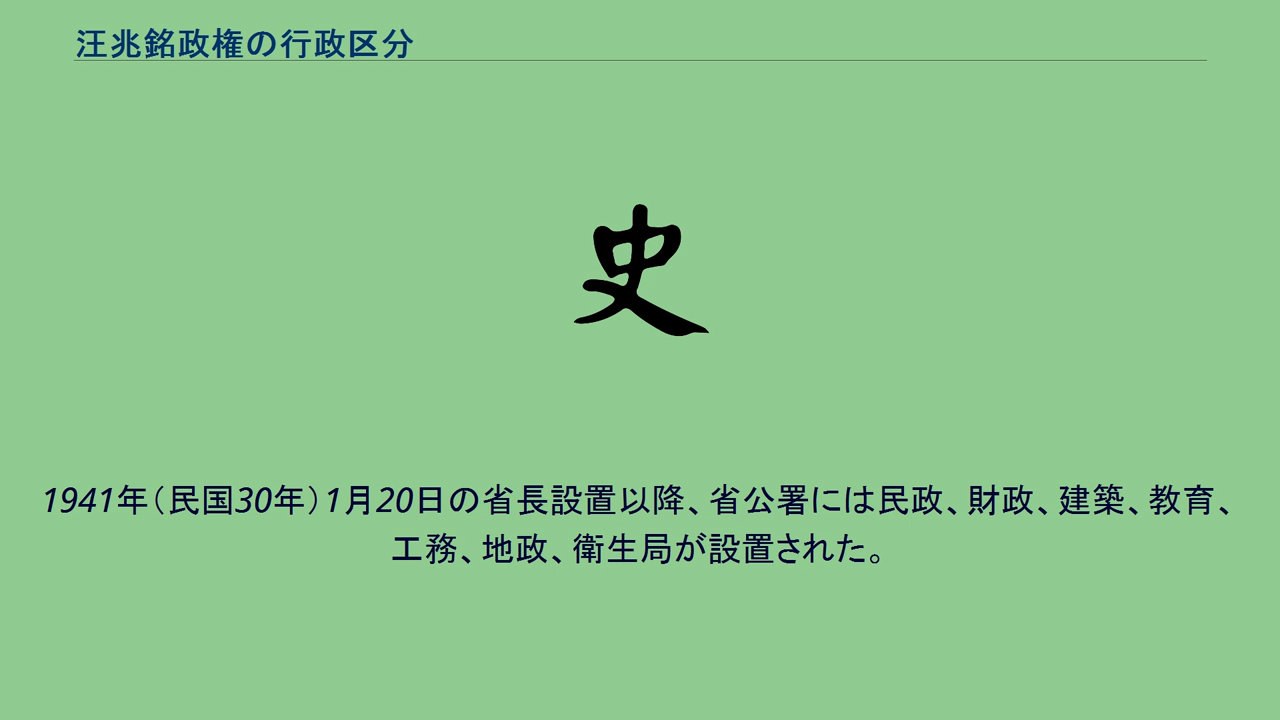 汪兆銘政権の行政区分
史
1941年（民国30年）1月20日の省長設置以降、省公署には民政、財政、建築、教育、
工務、地政、衛生局が設置された。